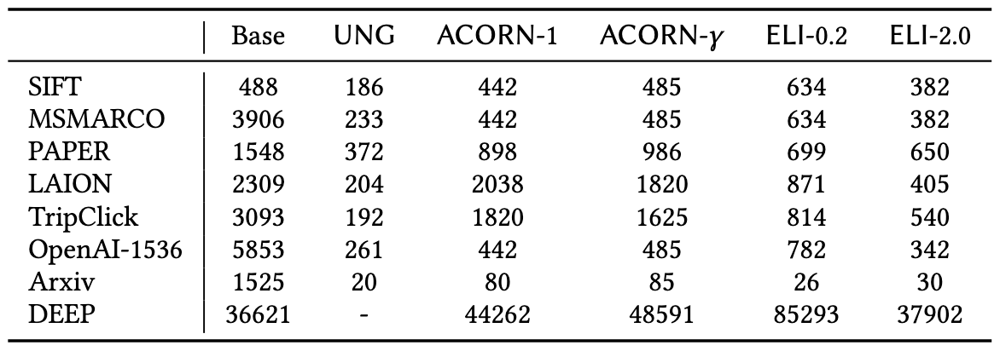 Base UNG ACORN-1 ACORN-γ ELI-0.2 ELI-2.0
SIFT 488 186 442 485 634 382
MSMARCO 3906 233 442 485 634 382
PAPER 1548 372 898 986 699 650
LAION 2309 204 2038 1820 871 405
TripClick 3093 192 1820 1625 814 540
OpenAI-1536 5853 261 442 485 782 342
Arxiv 1525 20 80 85 26 30
DEEP 36621 - 44262 48591 85293 37902